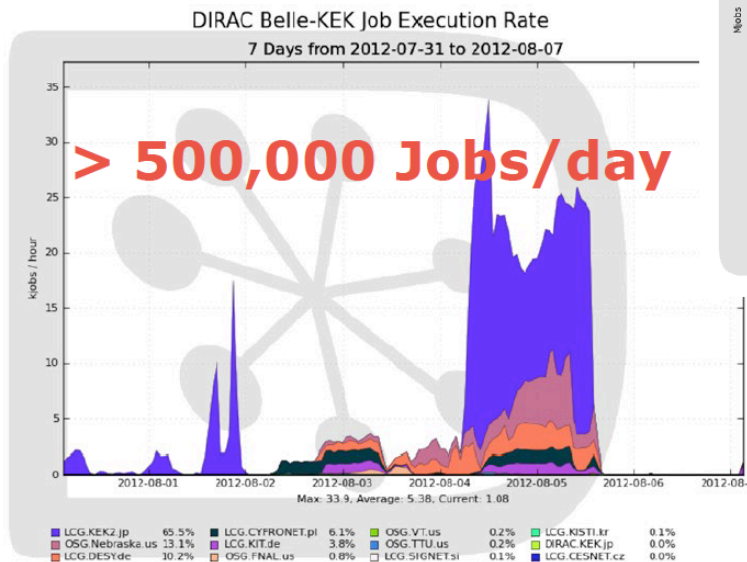 Mjobs
DIRAC Belle-KEK Job Execution Rate
7 Days from 2012-07-31 to 2012-08-07
> 500,000 Jobs/day
kjobs / hour
35
30
25
20
15
10
5
0
2012-08-01 2012-08-02 2012-08-03 2012-08-04 2012-08-05 2012-08-06 2012-08-
Max: 33.9, Average: 5.38, Current: 1.08
LCG.KEK2.jp 65.5% LCG.CYFRONET.pl 6.1% OSG.VT.us 0.2% LCG.KISTI.kr 0.1%
OSG.Nebraska.us 13.1% LCG.KIT.de 3.8% OSG.TTU.us 0.2% DIRAC.KEK.jp 0.0%
LCG.DESY.de 10.2% OSG.FNAL.us 0.8% LCG.SIGNET.si 0.1% LCG.CESNET.cz 0.0%